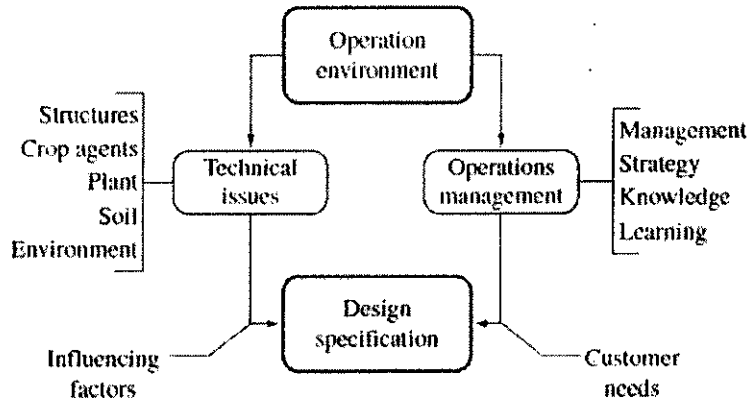 Operation
environment
Structures
Crop agents
Plant
Soil
Environment
Technical
issues
Operations
management
Management
Strategy
Knowledge
Learning
Design
specification
Influencing
factors
Customer
needs